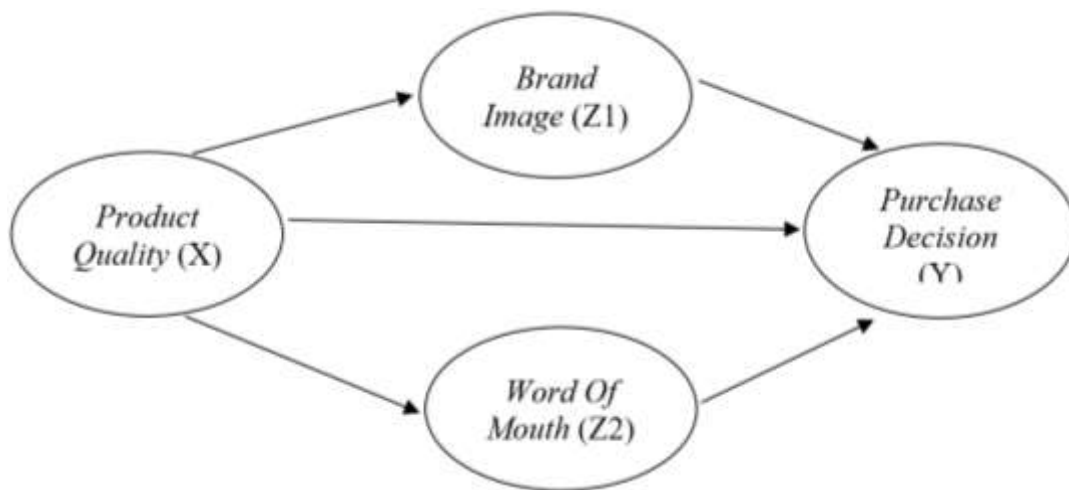 Brand
Image (Z1)
Product
Quality (X)
Purchase
Decision
(Y)
Word Of
Mouth (Z2)